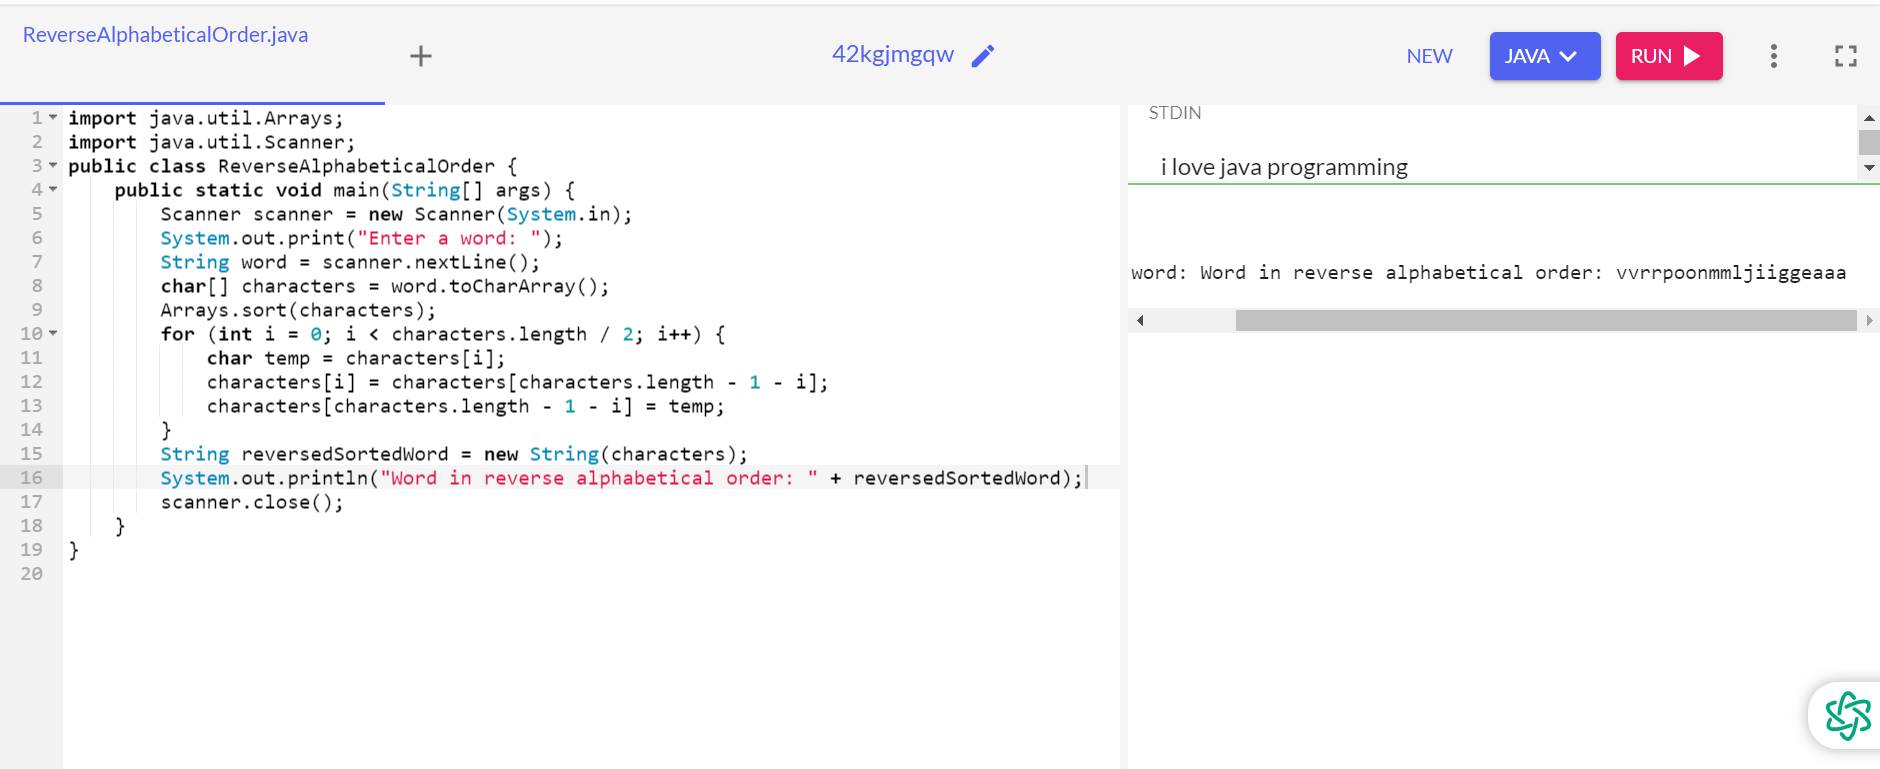 ReverseAlphabeticalOrder.java
42kgjmgqw
NEW
JAVA
RUN
1 import java.util.Arrays;
2 import java.util.Scanner;
3 public class ReverseAlphabeticalOrder {
4     public static void main(String[] args) {
5         Scanner scanner = new Scanner(System.in);
6         System.out.print("Enter a word: ");
7         String word = scanner.nextLine();
8         char[] characters = word.toCharArray();
9         Arrays.sort(characters);
10         for (int i = 0; i < characters.length / 2; i++) {
11             char temp = characters[i];
12             characters[i] = characters[characters.length - 1 - i];
13             characters[characters.length - 1 - i] = temp;
14         }
15         String reversedSortedWord = new String(characters);
16         System.out.println("Word in reverse alphabetical order: " + reversedSortedWord);
17         scanner.close();
18     }
19 }
20
STDIN
i love java programming
word: Word in reverse alphabetical order: vvrrpoonmmljiiggeaaa